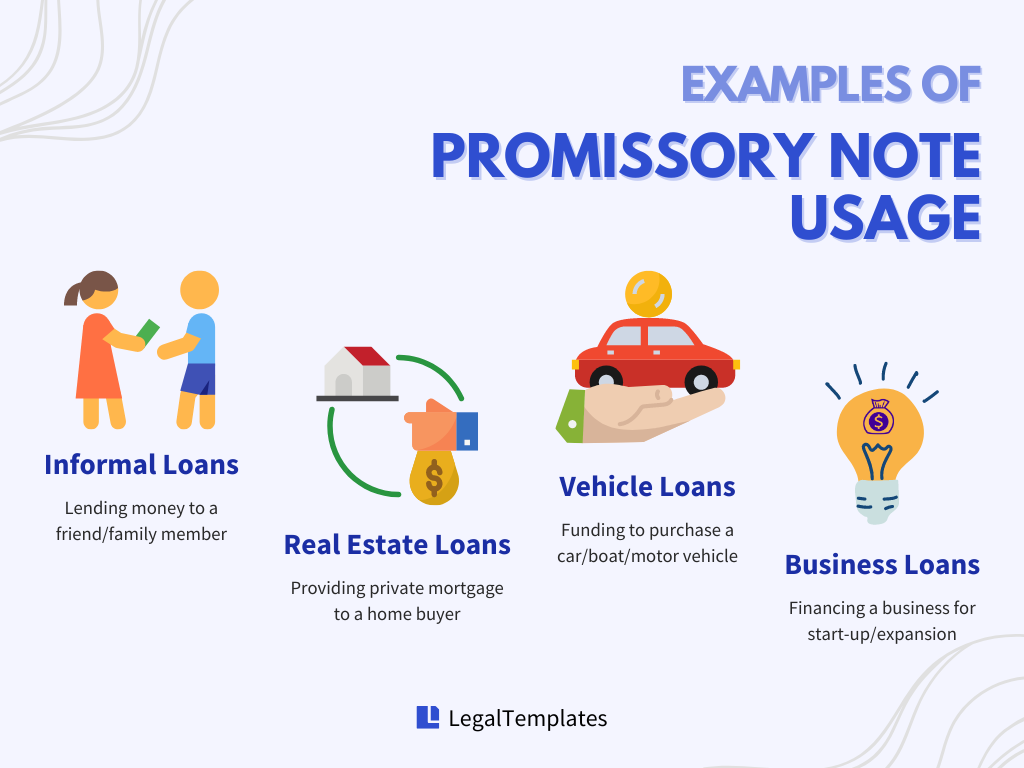 EXAMPLES OF
PROMISSORY NOTE
USAGE
Informal Loans
Lending money to a
friend/family member
$
Real Estate Loans
Providing private mortgage
to a home buyer
Vehicle Loans
Funding to purchase a
car/boat/motor vehicle
$
Business Loans
Financing a business for
start-up/expansion
LegalTemplates